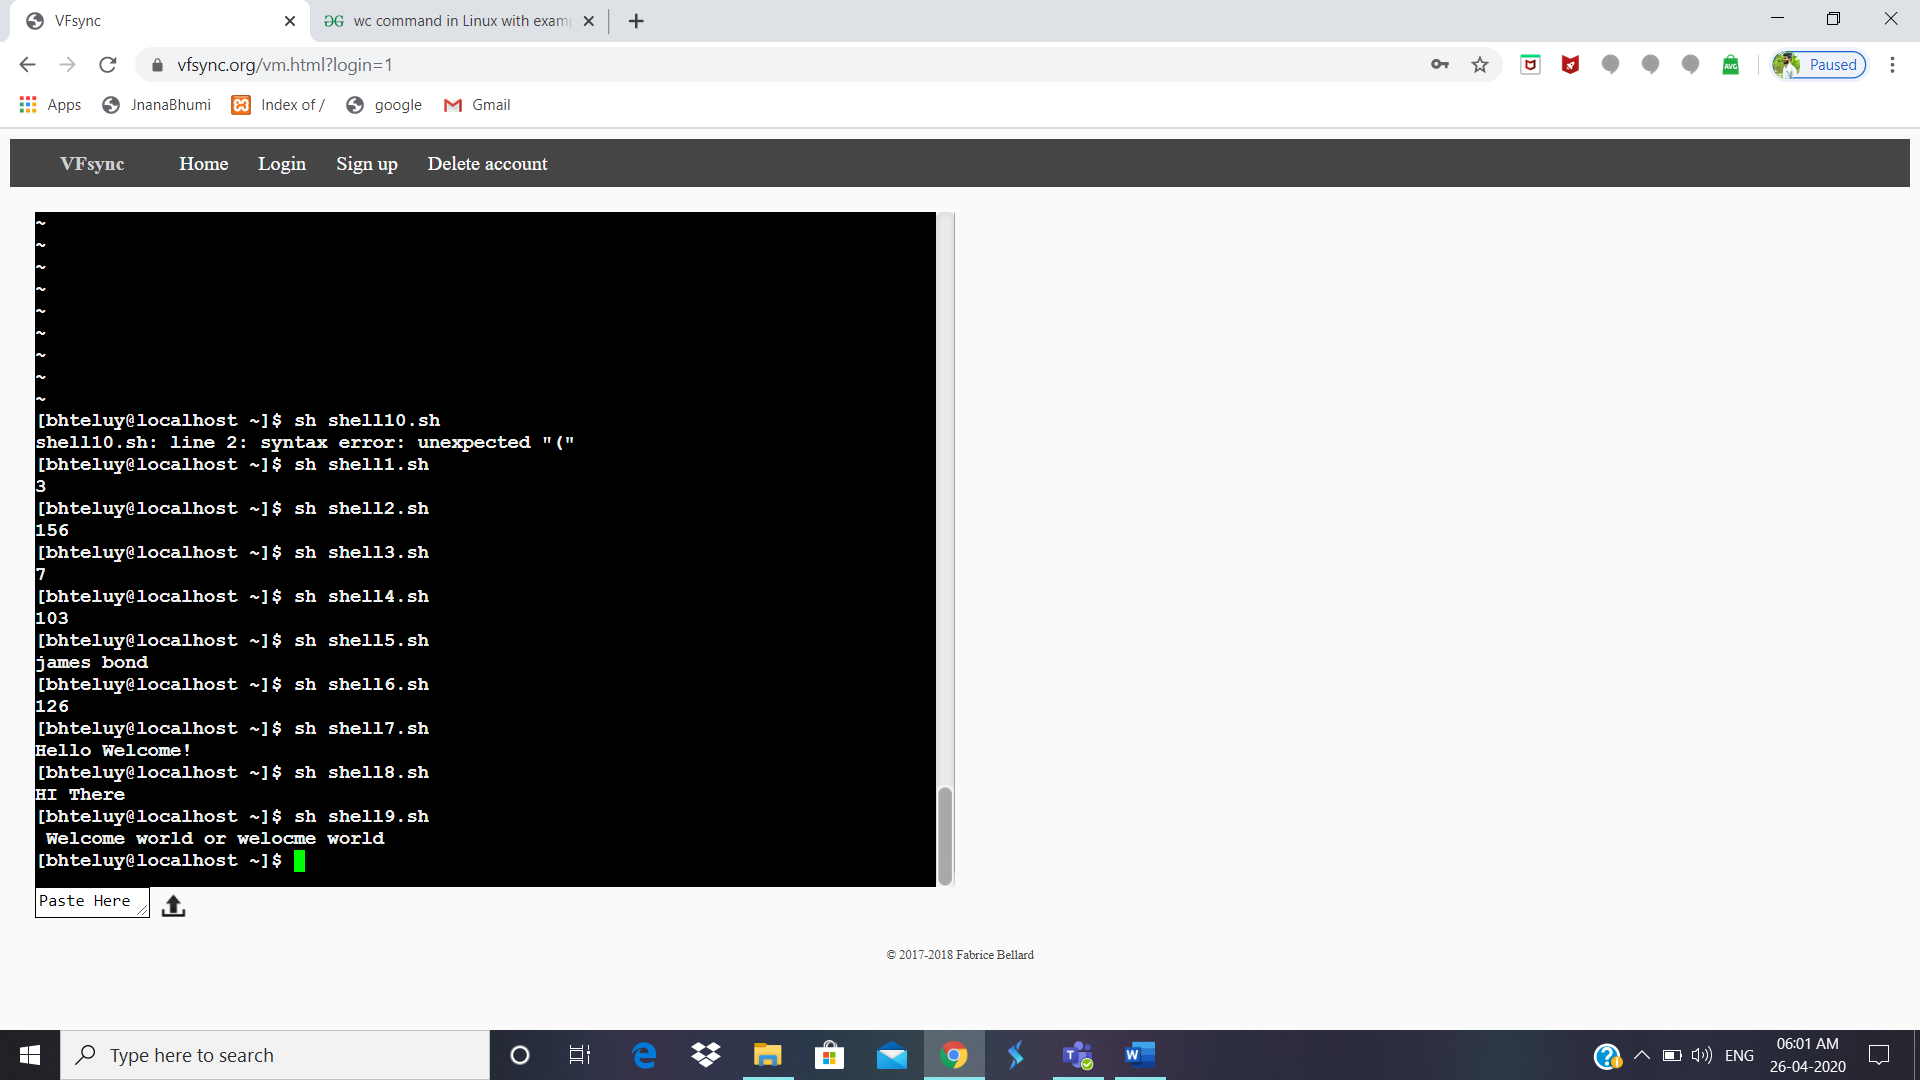 VFsync
wc command in Linux with exam
vfsync.org/vm.html?login=1
Paused
Apps JnanaBhumi Index of / google Gmail
VFsync Home Login Sign up Delete account
~
~
~
~
~
~
~
~
~
[bhteluy@localhost ~]$ sh shell10.sh
shell10.sh: line 2: syntax error: unexpected "("
[bhteluy@localhost ~]$ sh shell1.sh
3
[bhteluy@localhost ~]$ sh shell2.sh
156
[bhteluy@localhost ~]$ sh shell3.sh
7
[bhteluy@localhost ~]$ sh shell4.sh
103
[bhteluy@localhost ~]$ sh shell5.sh
james bond
[bhteluy@localhost ~]$ sh shell6.sh
126
[bhteluy@localhost ~]$ sh shell7.sh
Hello Welcome!
[bhteluy@localhost ~]$ sh shell8.sh
HI There
[bhteluy@localhost ~]$ sh shell9.sh
 Welcome world or welocme world
[bhteluy@localhost ~]$
Paste Here
© 2017-2018 Fabrice Bellard
Type here to search
ENG
06:01 AM
26-04-2020